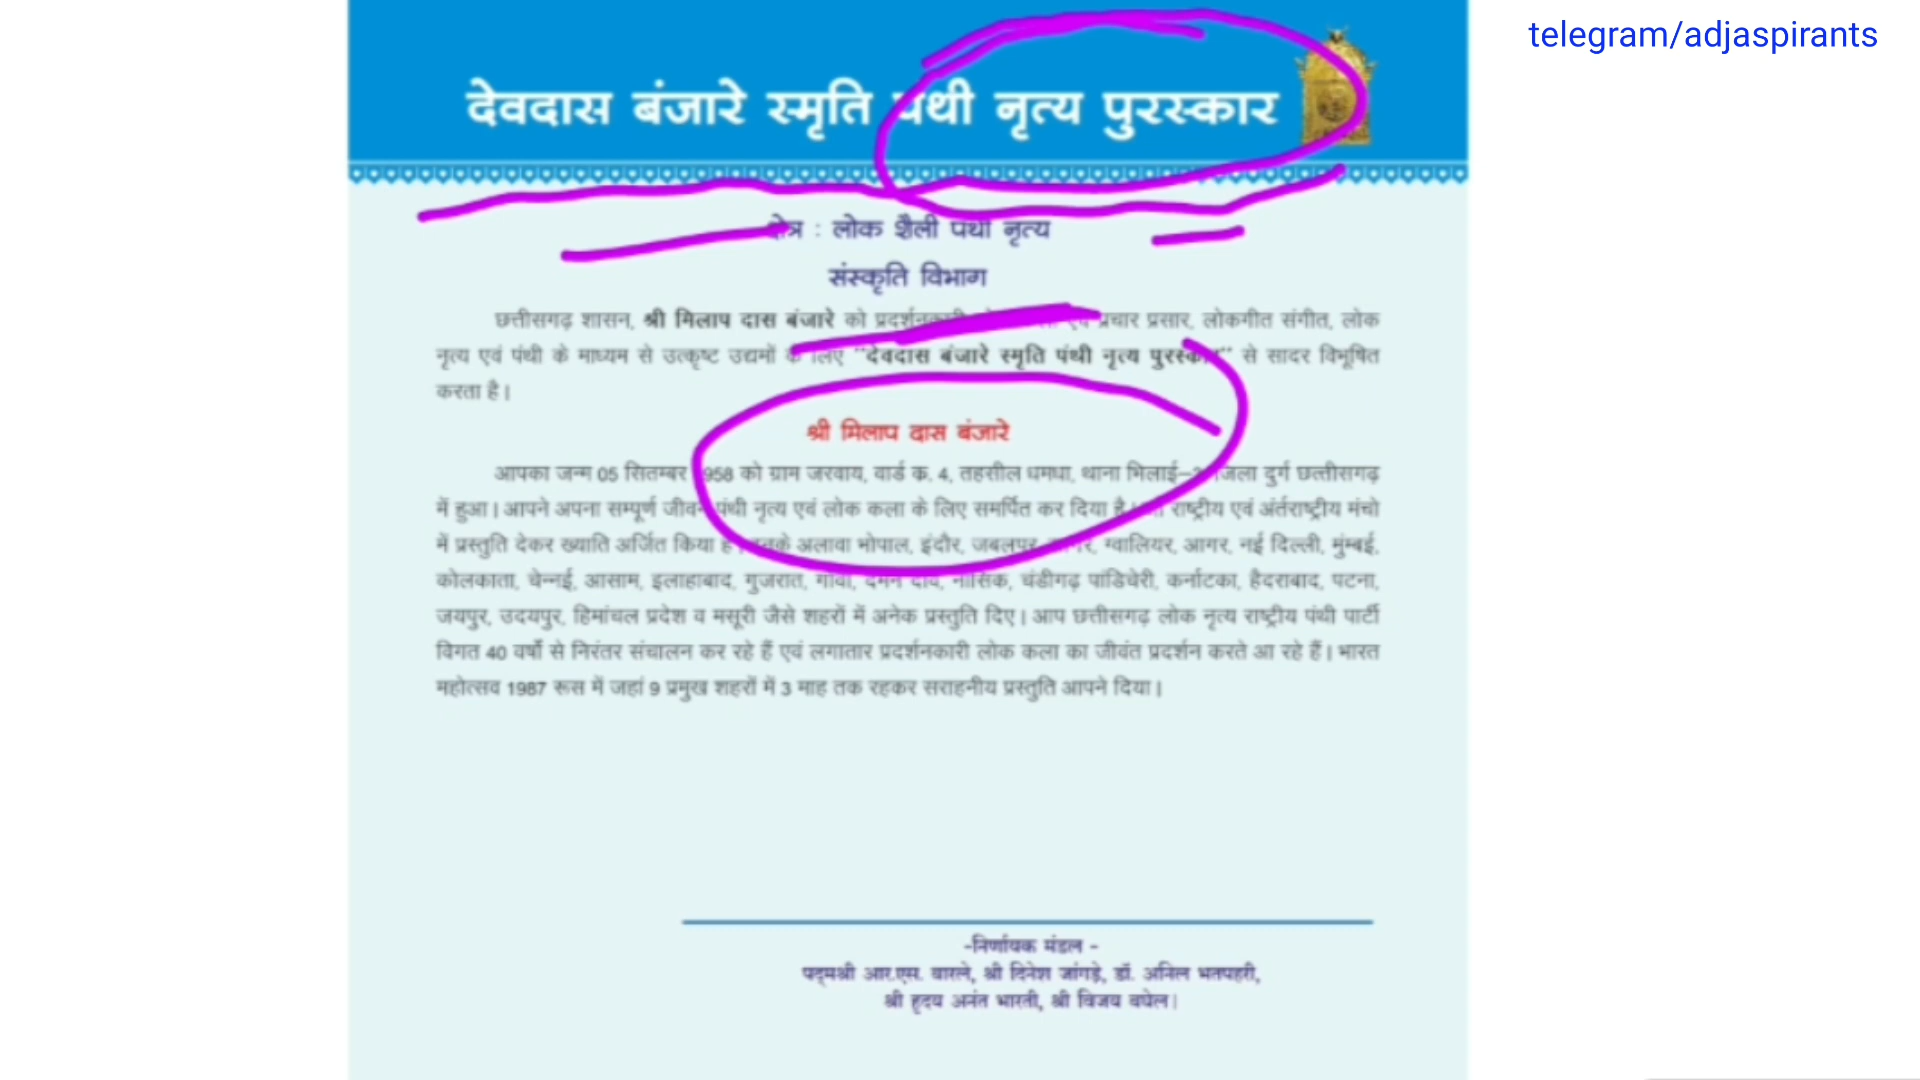 telegram/adjaspirants
देवदास बंजारे स्मृति पंथी नृत्य पुरस्कार
क्षेत्र : लोक शैली पंथी नृत्य
संस्कृति विभाग
छत्तीसगढ़ शासन, श्री मिलाप दास बंजारे को प्रदर्शनकारी एवं प्रचार प्रसार, लोकगीत संगीत, लोक
नृत्य एवं पंथी के माध्यम से उत्कृष्ट उद्यमों के लिए "देवदास बंजारे स्मृति पंथी नृत्य पुरस्कार" से सादर विभूषित
करता है।
श्री मिलाप दास बंजारे
आपका जन्म 05 सितम्बर 1958 को ग्राम जरवाय, वार्ड क. 4, तहसील धमधा, थाना भिलाई– जिला दुर्ग छत्तीसगढ़
में हुआ। आपने अपना सम्पूर्ण जीवन पंथी नृत्य एवं लोक कला के लिए समर्पित कर दिया है। राष्ट्रीय एवं अंर्तराष्ट्रीय मंचो
में प्रस्तुति देकर ख्याति अर्जित किया है। इनके अलावा भोपाल, इंदौर, जबलपुर, ग्वालियर, आगर, नई दिल्ली, मुंम्बई,
कोलकाता, चेन्नई, आसाम, इलाहाबाद, गुजरात, गोवा, दमन दीव, नासिक, चंडीगढ़ पांडिचेरी, कर्नाटका, हैदराबाद, पटना,
जयपुर, उदयपुर, हिमांचल प्रदेश व मसूरी जैसे शहरों में अनेक प्रस्तुति दिए। आप छत्तीसगढ़ लोक नृत्य राष्ट्रीय पंथी पार्टी
विगत 40 वर्षों से निरंतर संचालन कर रहे हैं एवं लगातार प्रदर्शनकारी लोक कला का जीवंत प्रदर्शन करते आ रहे हैं। भारत
महोत्सव 1987 रूस में जहां 9 प्रमुख शहरों में 3 माह तक रहकर सराहनीय प्रस्तुति आपने दिया।
-निर्णायक मंडल -
पद्मश्री आर.एस. बारले, श्री दिनेश जांगड़े, डॉ. अनिल भतपहरी,
श्री हृदय अनंत भारती, श्री विजय बघेल।